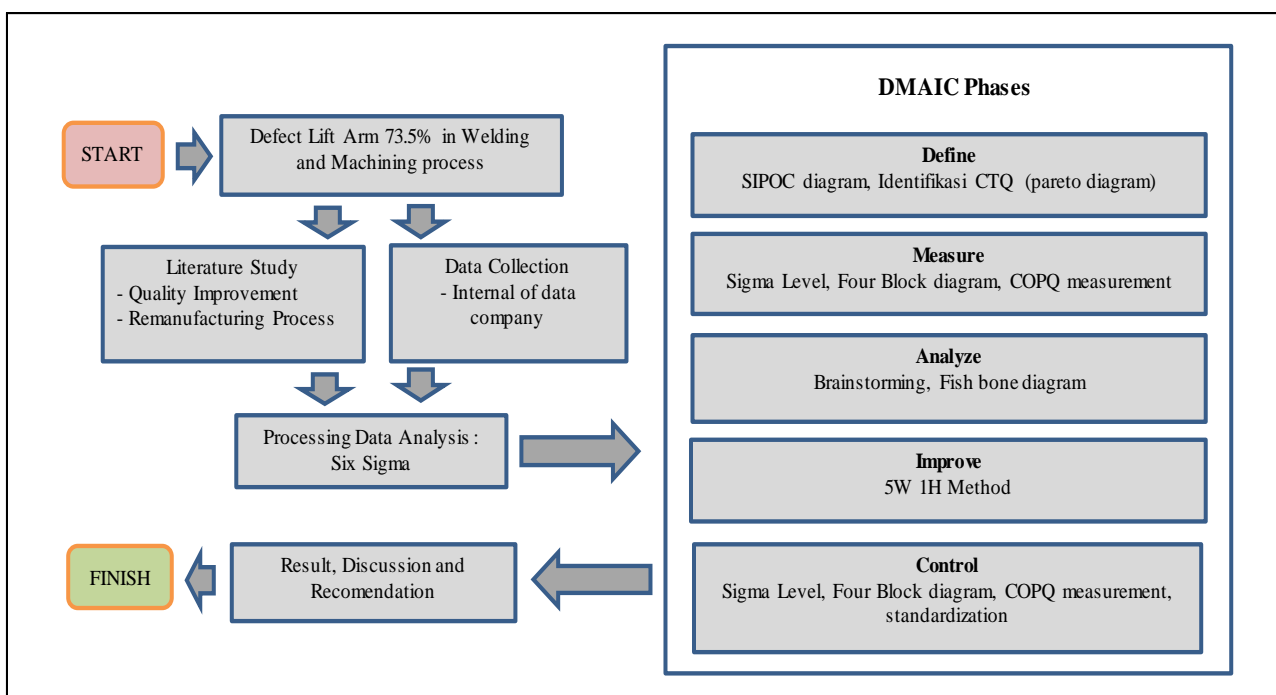 START
Defect Lift Arm 73.5% in Welding
and Machining process
Literature Study
- Quality Improvement
- Remanufacturing Process
Data Collection
- Internal of data
company
Processing Data Analysis :
Six Sigma
DMAIC Phases
Define
SIPOC diagram, Identifikasi CTQ (pareto diagram)
Measure
Sigma Level, Four Block diagram, COPQ measurement
Analyze
Brainstorming, Fish bone diagram
Improve
5W 1H Method
Control
Sigma Level, Four Block diagram, COPQ measurement,
standardization
Result, Discussion and
Recomendation
FINISH